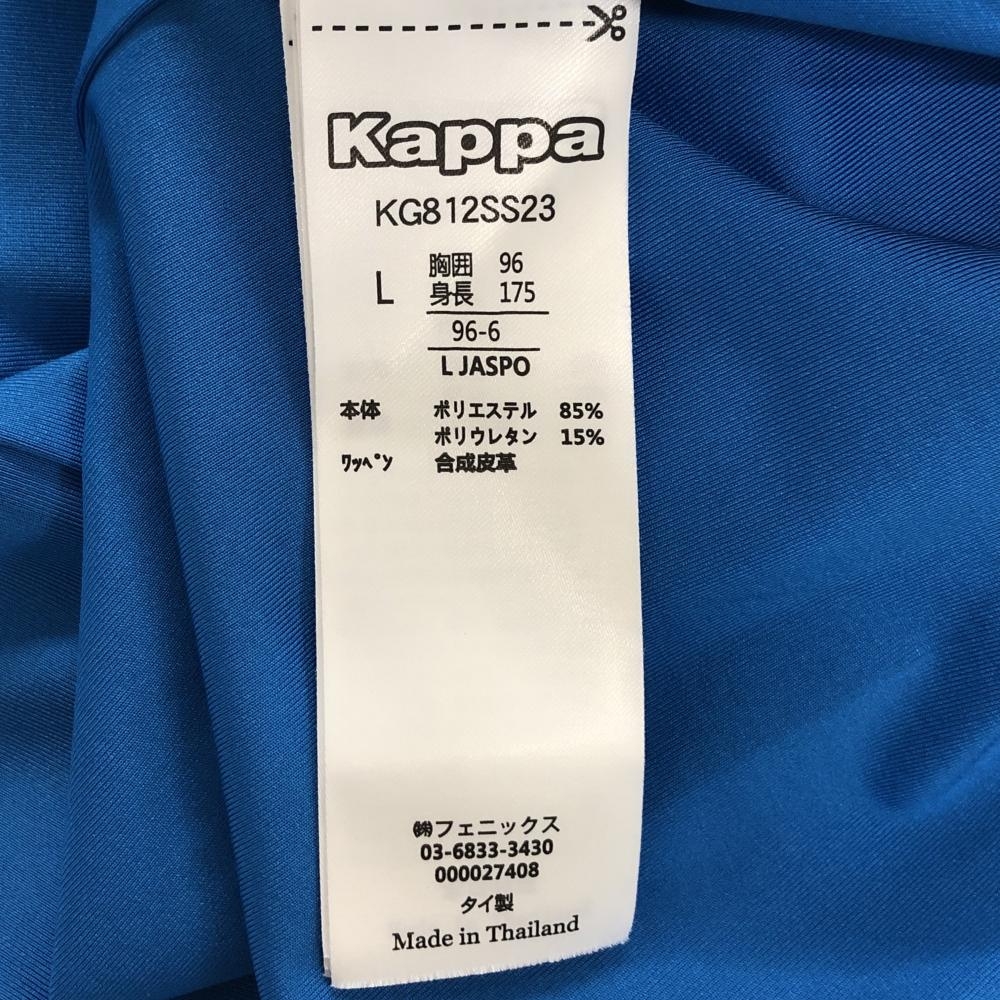 Kappa
KG812SS23
L 胸囲 96
身長 175
96-6
L JASPO
本体 ポリエステル 85%
ポリウレタン 15%
ﾜｯﾍﾟﾝ 合成皮革
㈱フェニックス
03-6833-3430
000027408
タイ製
Made in Thailand